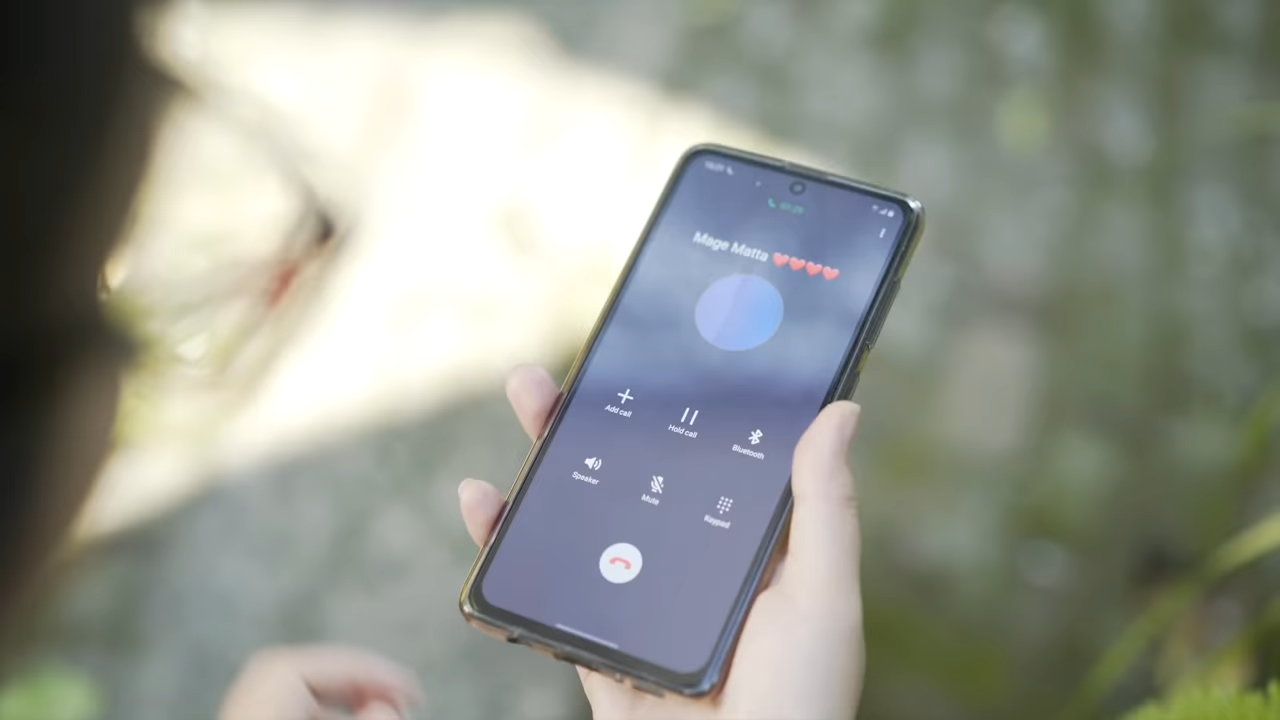 Mage Matta ❤️❤️❤️❤️
Add call
Hold call
Bluetooth
Speaker
Mute
Keypad